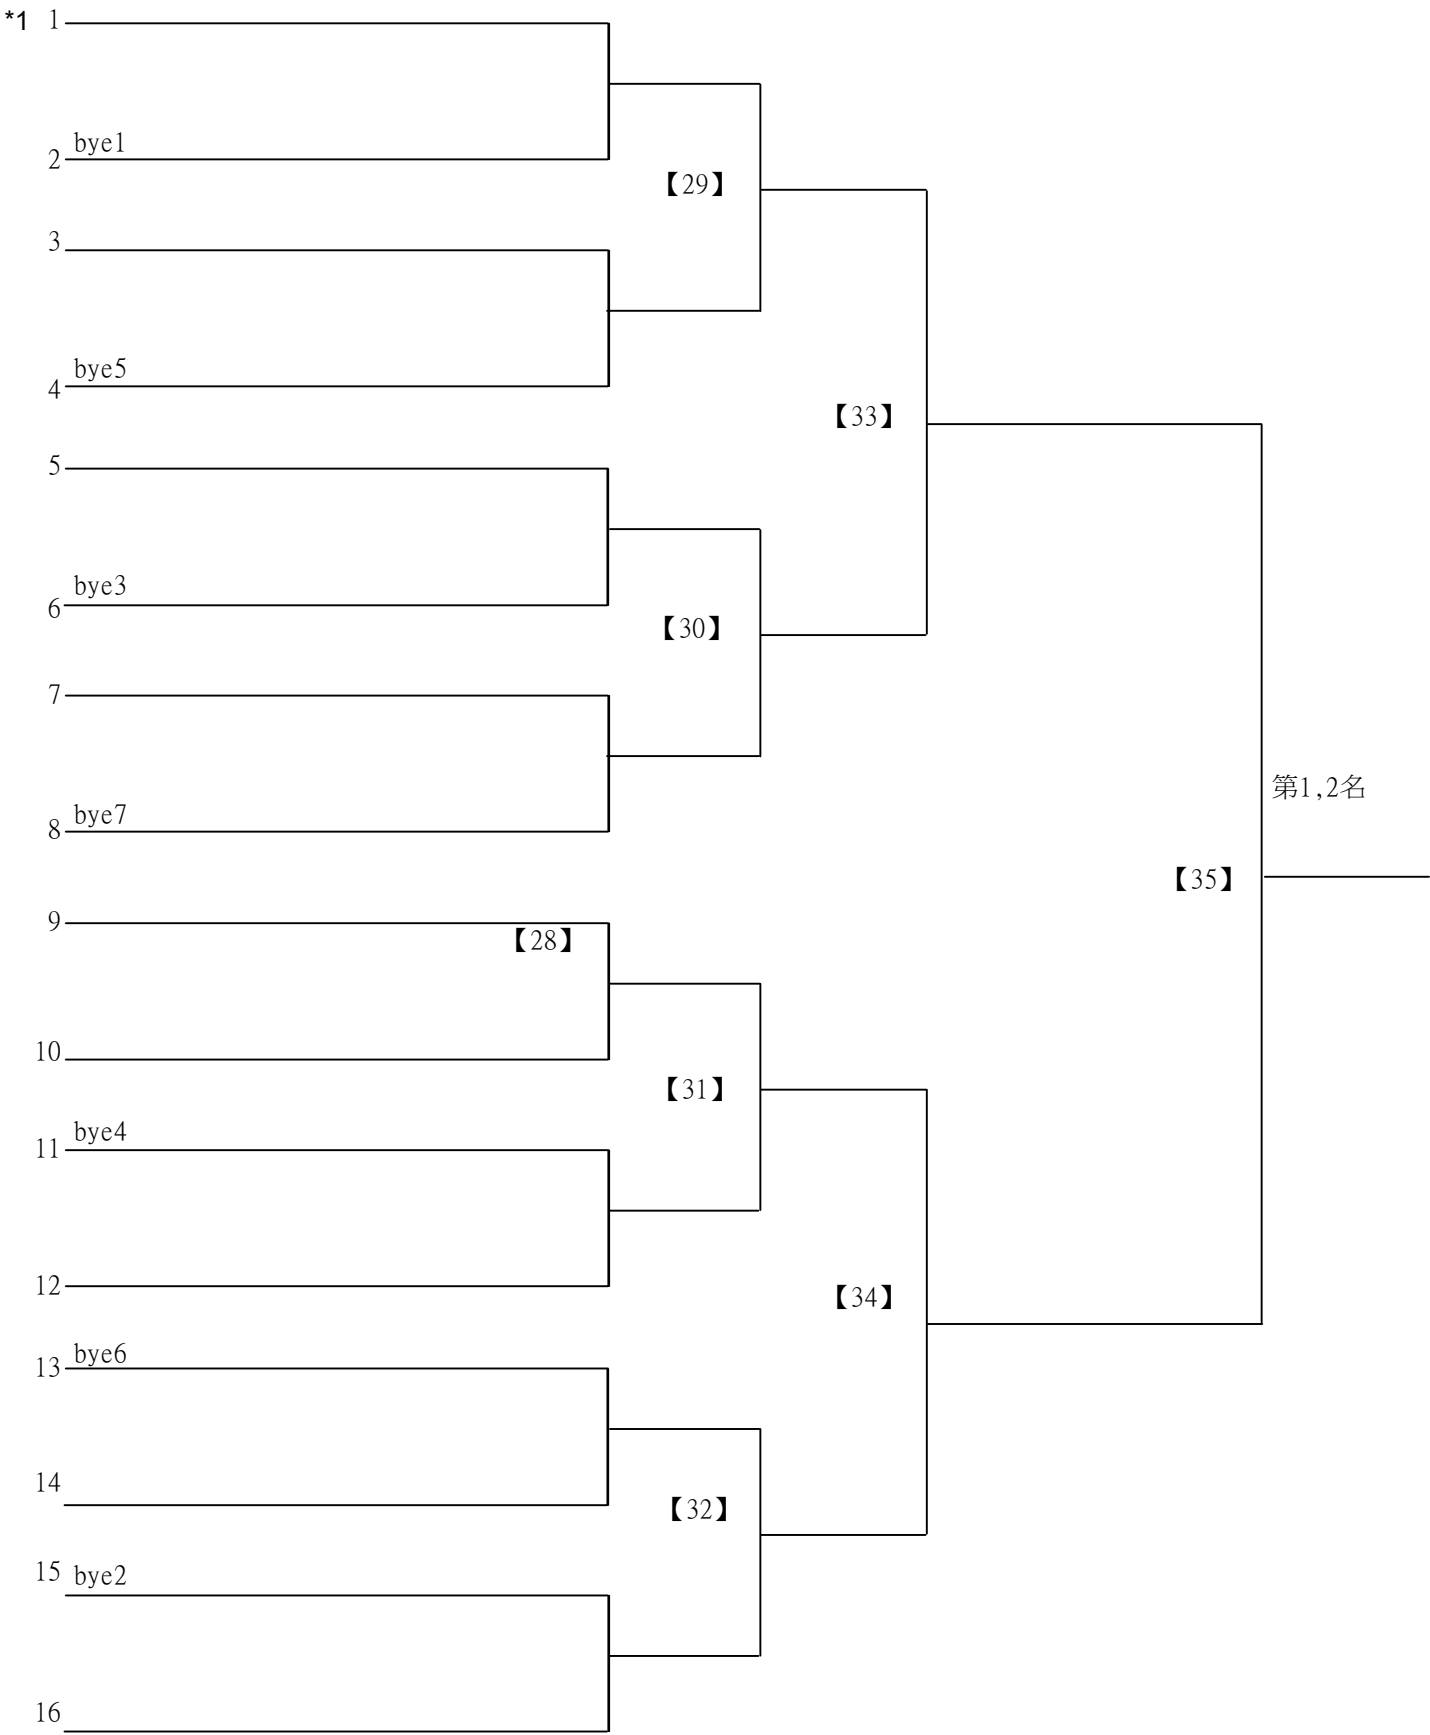 *1 1
bye1
2
【29】
3
bye5
4
【33】
5
bye3
6
【30】
7
第1,2名
bye7
8
【35】
9
【28】
10
【31】
bye4
11
12
【34】
bye6
13
14
【32】
15 bye2
16